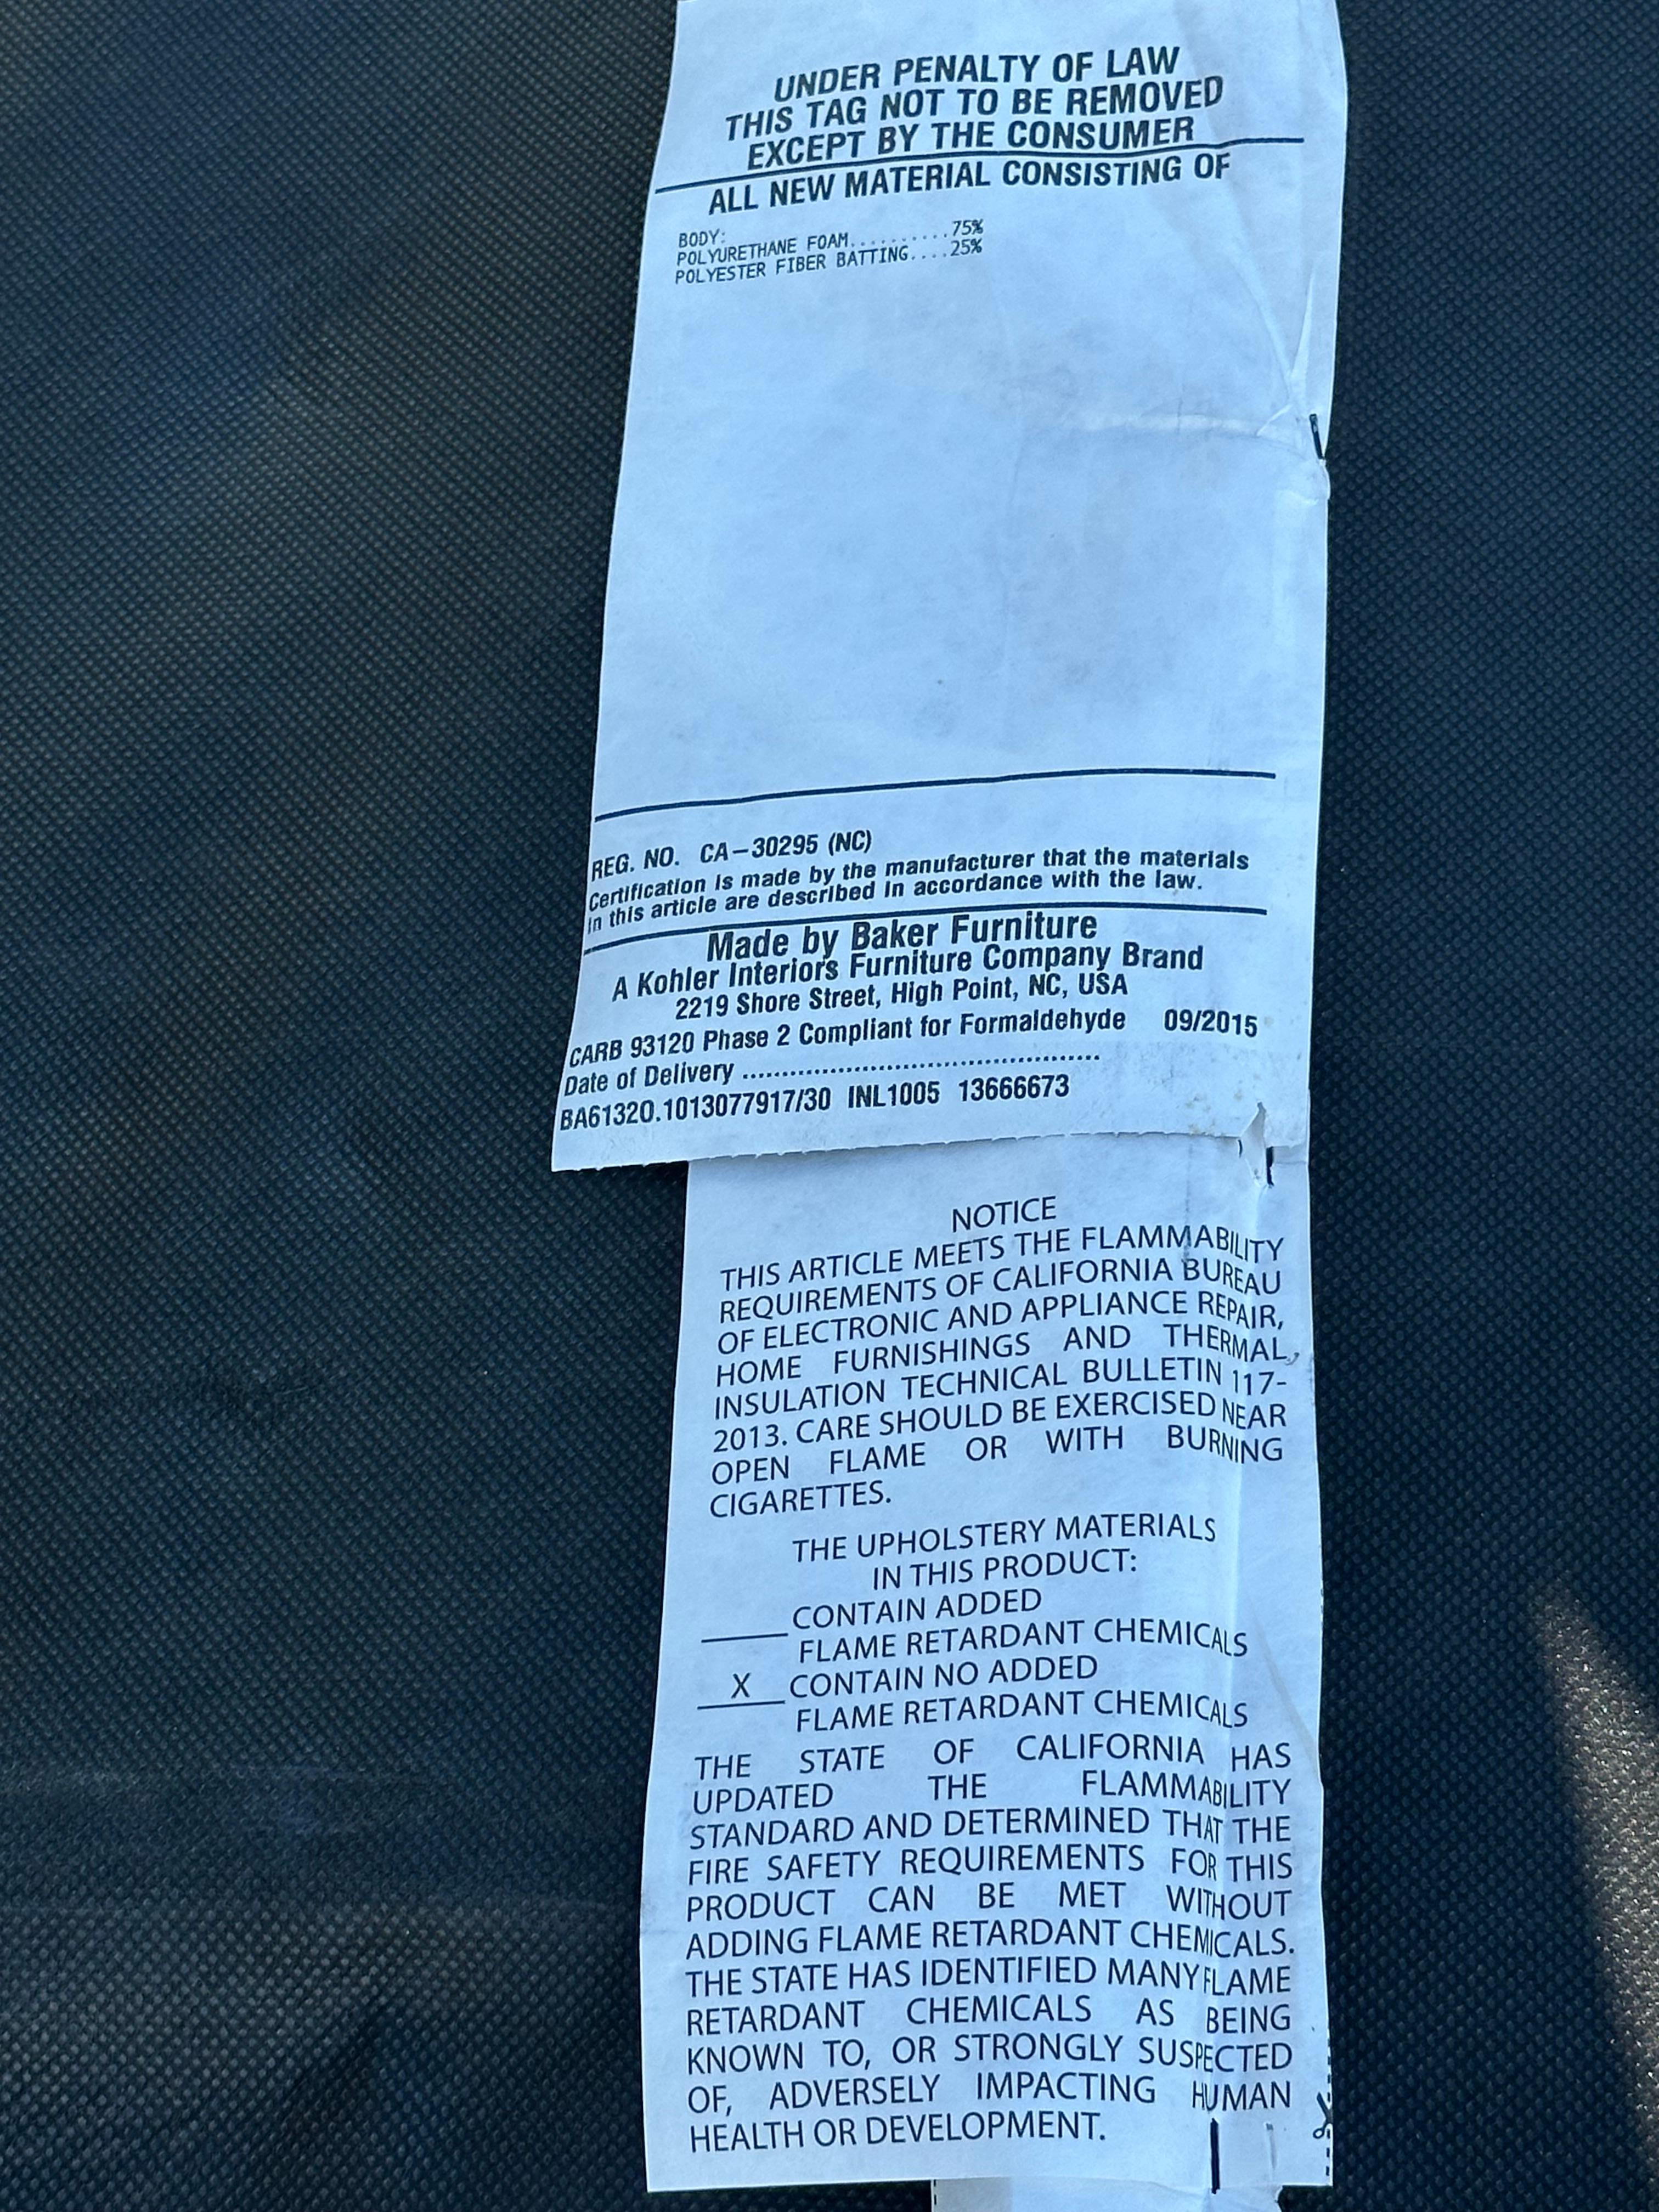 UNDER PENALTY OF LAW
THIS TAG NOT TO BE REMOVED
EXCEPT BY THE CONSUMER
ALL NEW MATERIAL CONSISTING OF
BODY:
POLYURETHANE FOAM..........75%
POLYESTER FIBER BATTING....25%
REG. NO. CA-30295 (NC)
Certification is made by the manufacturer that the materials
in this article are described in accordance with the law.
Made by Baker Furniture
A Kohler Interiors Furniture Company Brand
2219 Shore Street, High Point, NC, USA
CARB 93120 Phase 2 Compliant for Formaldehyde 09/2015
Date of Delivery ..............................................
BA6132O.1013077917/30 INL1005 13666673
NOTICE
THIS ARTICLE MEETS THE FLAMMABILITY
REQUIREMENTS OF CALIFORNIA BUREAU
OF ELECTRONIC AND APPLIANCE REPAIR,
HOME FURNISHINGS AND THERMAL
INSULATION TECHNICAL BULLETIN 117-
2013. CARE SHOULD BE EXERCISED NEAR
OPEN FLAME OR WITH BURNING
CIGARETTES.
THE UPHOLSTERY MATERIALS
IN THIS PRODUCT:
____CONTAIN ADDED
FLAME RETARDANT CHEMICALS
X CONTAIN NO ADDED
FLAME RETARDANT CHEMICALS
THE STATE OF CALIFORNIA HAS
UPDATED THE FLAMMABILITY
STANDARD AND DETERMINED THAT THE
FIRE SAFETY REQUIREMENTS FOR THIS
PRODUCT CAN BE MET WITHOUT
ADDING FLAME RETARDANT CHEMICALS.
THE STATE HAS IDENTIFIED MANY FLAME
RETARDANT CHEMICALS AS BEING
KNOWN TO, OR STRONGLY SUSPECTED
OF, ADVERSELY IMPACTING HUMAN
HEALTH OR DEVELOPMENT.